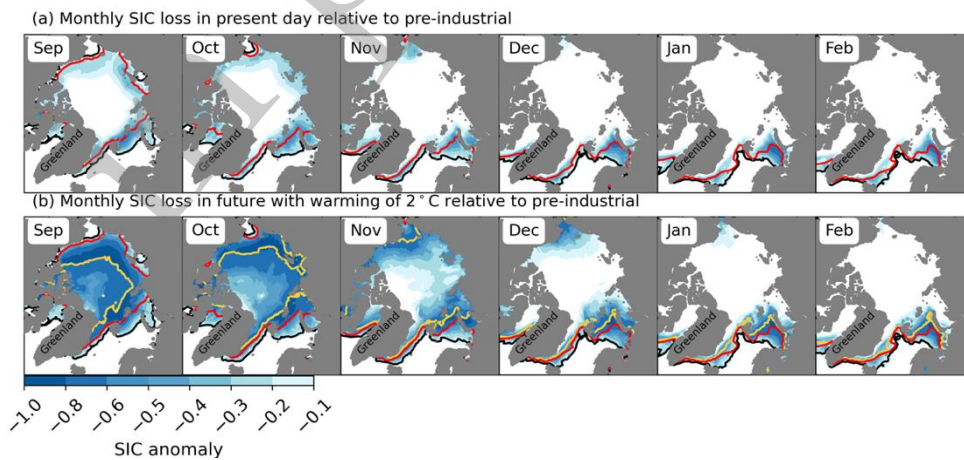 (a) Monthly SIC loss in present day relative to pre-industrial
Sep Oct Nov Dec Jan Feb
Greenland Greenland Greenland Greenland Greenland Greenland
(b) Monthly SIC loss in future with warming of 2°C relative to pre-industrial
Sep Oct Nov Dec Jan Feb
Greenland Greenland Greenland Greenland Greenland Greenland
−1.0 −0.8 −0.6 −0.5 −0.4 −0.3 −0.2 −0.1
SIC anomaly